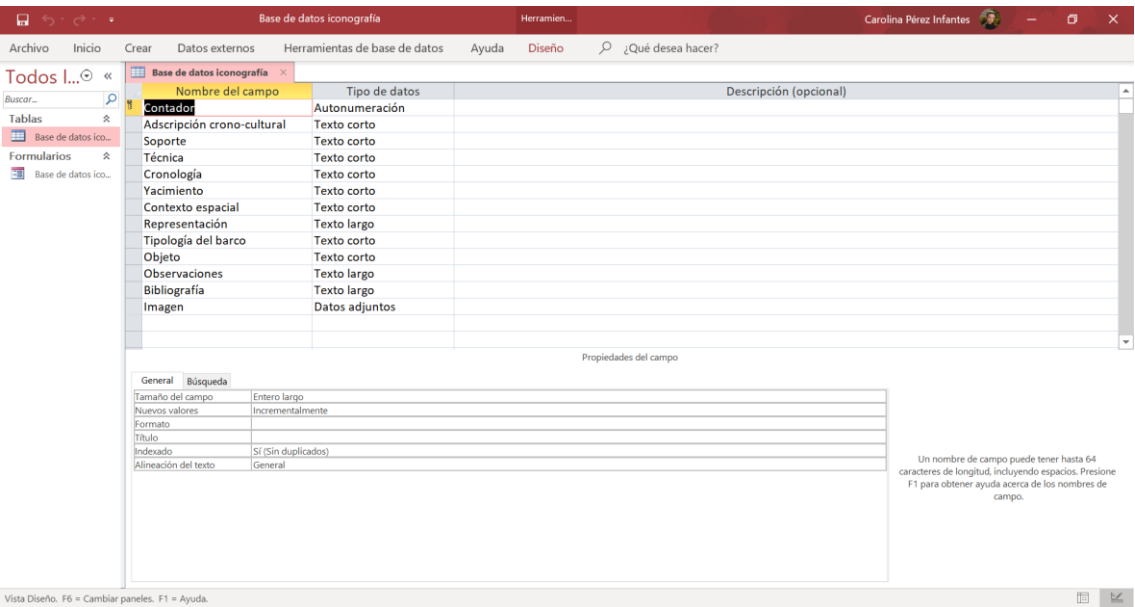 Base de datos iconografía Herramien... Carolina Pérez Infantes
Archivo Inicio Crear Datos externos Herramientas de base de datos Ayuda Diseño ¿Qué desea hacer?
Todos l...
Buscar...
Tablas
Base de datos ico...
Formularios
Base de datos ico...
Base de datos iconografía
Nombre del campo Tipo de datos Descripción (opcional)
Contador Autonumeración
Adscripción crono-cultural Texto corto
Soporte Texto corto
Técnica Texto corto
Cronología Texto corto
Yacimiento Texto corto
Contexto espacial Texto corto
Representación Texto largo
Tipología del barco Texto corto
Objeto Texto corto
Observaciones Texto largo
Bibliografía Texto largo
Imagen Datos adjuntos
Propiedades del campo
General Búsqueda
Tamaño del campo Entero largo
Nuevos valores Incrementalmente
Formato
Título
Indexado Sí (Sin duplicados)
Alineación del texto General
Un nombre de campo puede tener hasta 64
caracteres de longitud, incluyendo espacios. Presione
F1 para obtener ayuda acerca de los nombres de
campo.
Vista Diseño. F6 = Cambiar paneles. F1 = Ayuda.